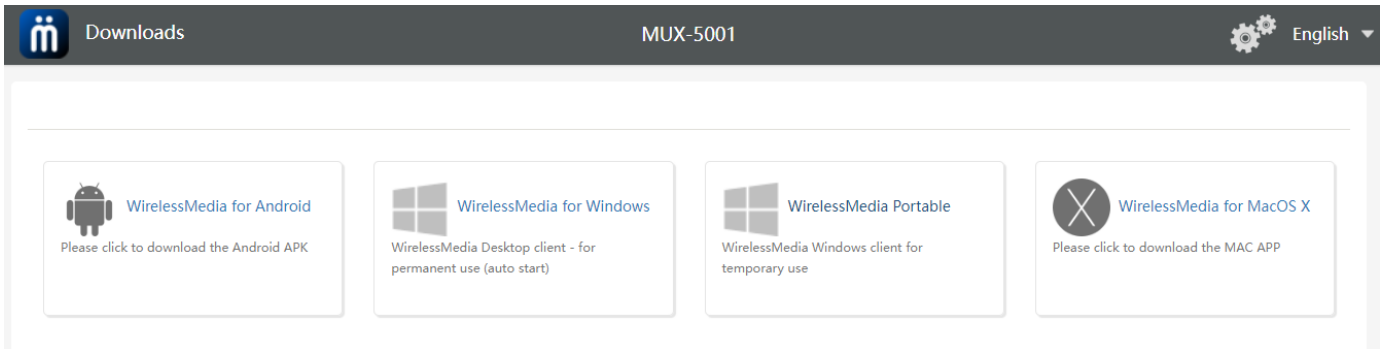 Downloads
MUX-5001
English
WirelessMedia for Android
Please click to download the Android APK
WirelessMedia for Windows
WirelessMedia Desktop client - for
permanent use (auto start)
WirelessMedia Portable
WirelessMedia Windows client for
temporary use
WirelessMedia for MacOS X
Please click to download the MAC APP